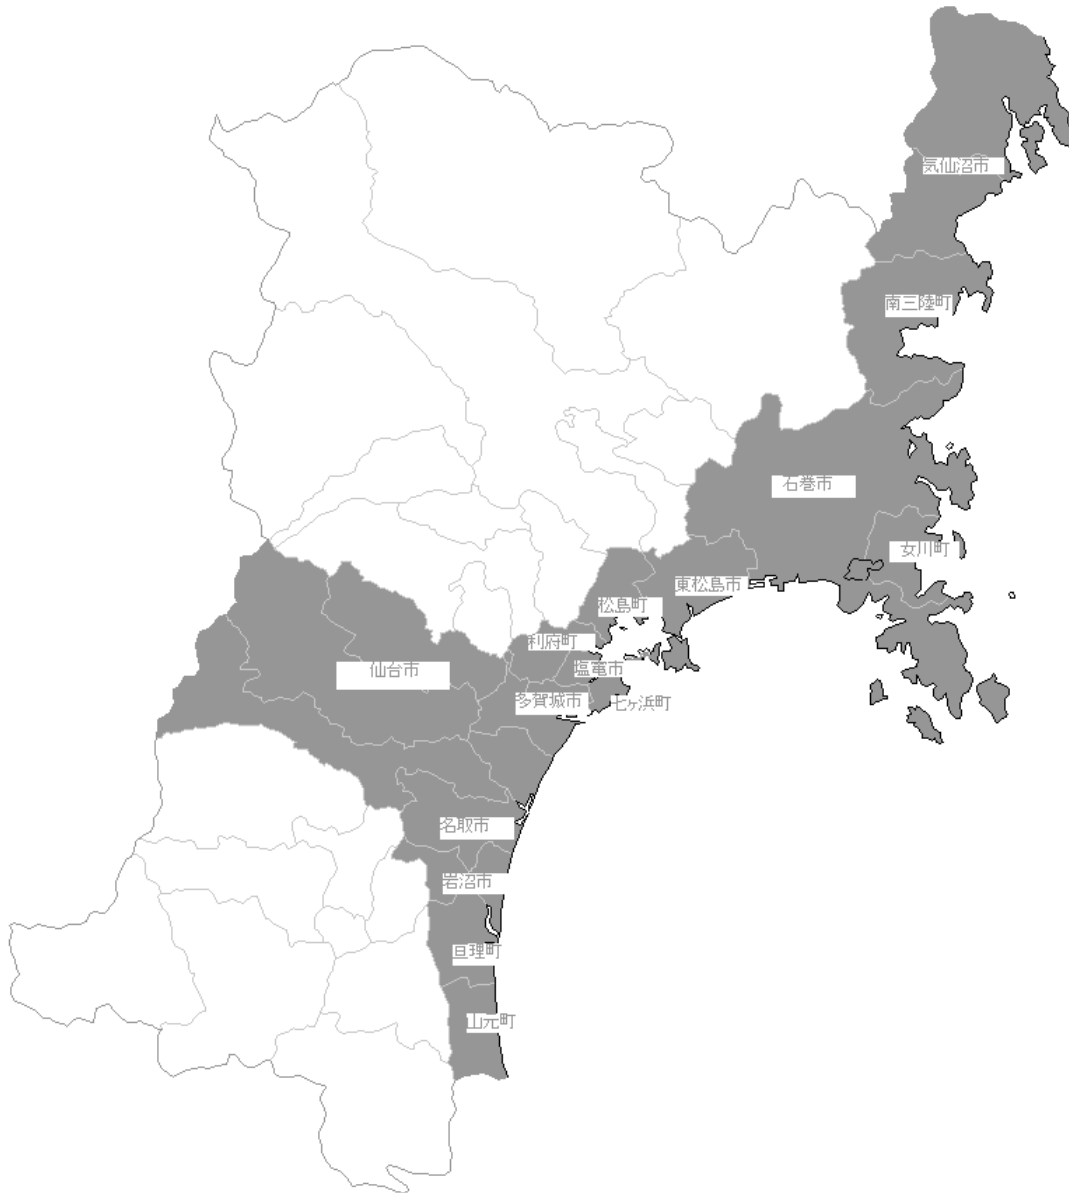 気仙沼市
南三陸町
石巻市
女川町
東松島市
松島町
利府町
仙台市
塩竃市
多賀城市
七ヶ浜町
名取市
岩沼市
亘理町
山元町